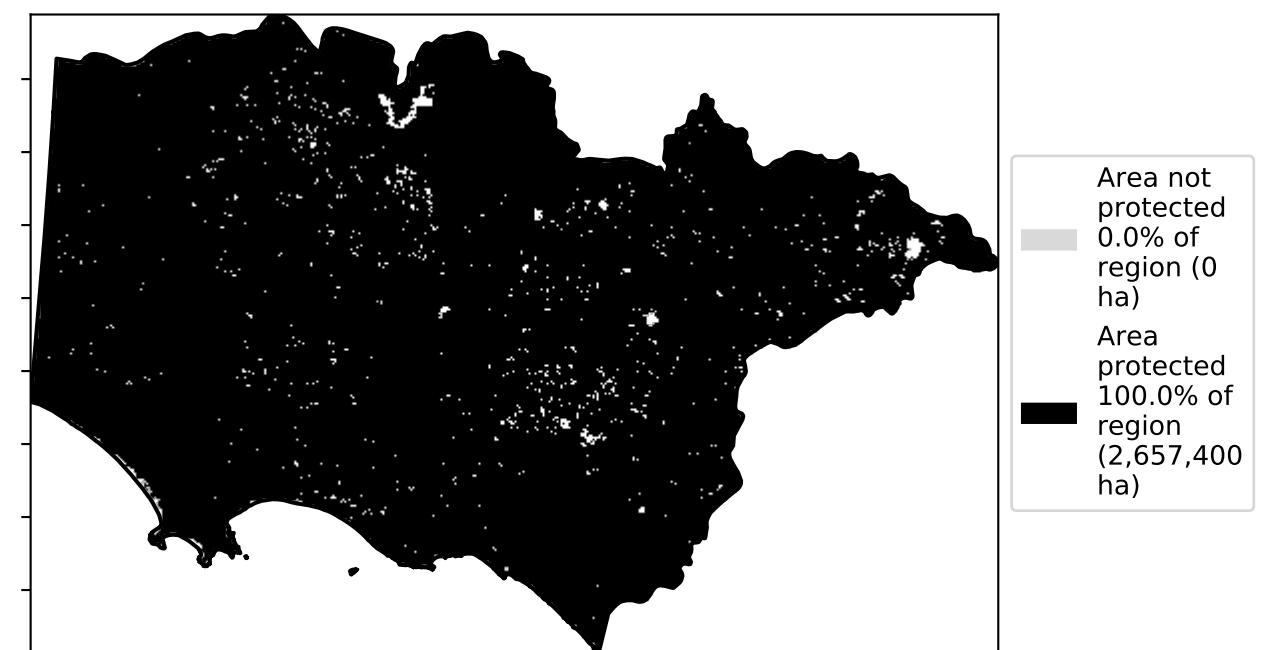 Area not
protected
0.0% of
region (0
ha)
Area
protected
100.0% of
region
(2,657,400
ha)